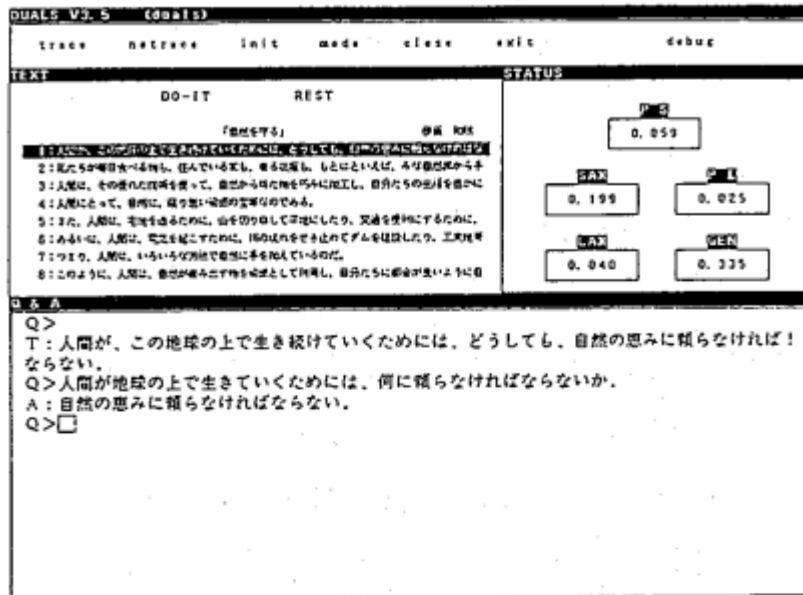 DUALS V3.5 (duals)
trace notrace init mode close exit debug
TEXT
DO-IT REST
「自然を守る」
1:人間が、この地球の上で生き続けていくためには、どうしても、自然の恵みに頼らなければな
2:私たちが毎日食べる物も、住んでいる家も、着る衣服も、もとはといえば、みな自然界から手
3:人間は、その優れた技術を使って、自然から得た物を巧みに加工し、自分たちの生活を豊かに
4:人間にとって、自然は、限り無い資源の宝庫なのである。
5:また、人間は、宅地を造るために、山を切り崩して平地にしたり、交通を便利にするために、
6:あるいは、人間は、電気を起こすために、川の流れをせき止めてダムを建設したり、工業用
7:つまり、人間は、いろいろな方法で自然に手を加えているのだ。
8:このように、人間は、自然が産み出す物を資源として利用し、自分たちに都合が良いように自
STATUS
P S
0.059
SAX
0.199
P L
0.025
LAX
0.040
GEN
0.335
Q & A
Q>
T:人間が、この地球の上で生き続けていくためには、どうしても、自然の恵みに頼らなければ!
ならない。
Q>人間が地球の上で生きていくためには、何に頼らなければならないか。
A:自然の恵みに頼らなければならない。
Q>